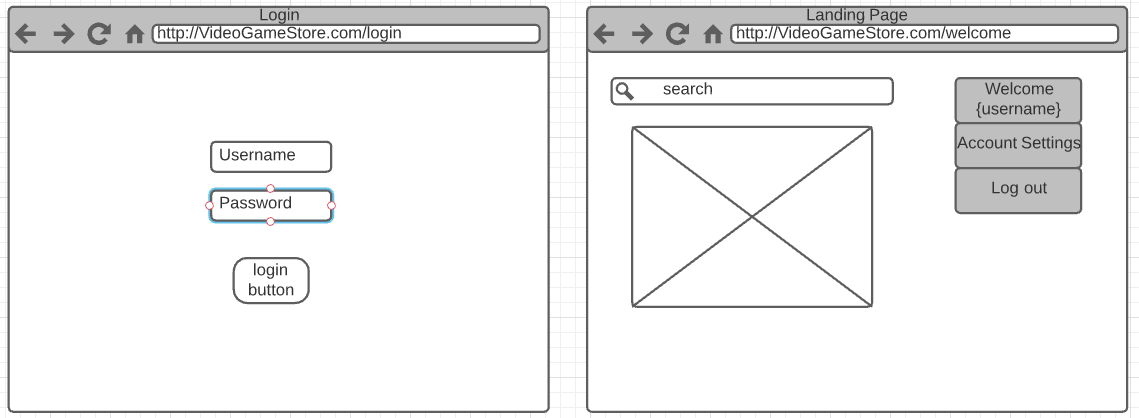 Login
http://VideoGameStore.com/login
Username
Password
login
button
Landing Page
http://VideoGameStore.com/welcome
search
Welcome
{username}
Account Settings
Log out